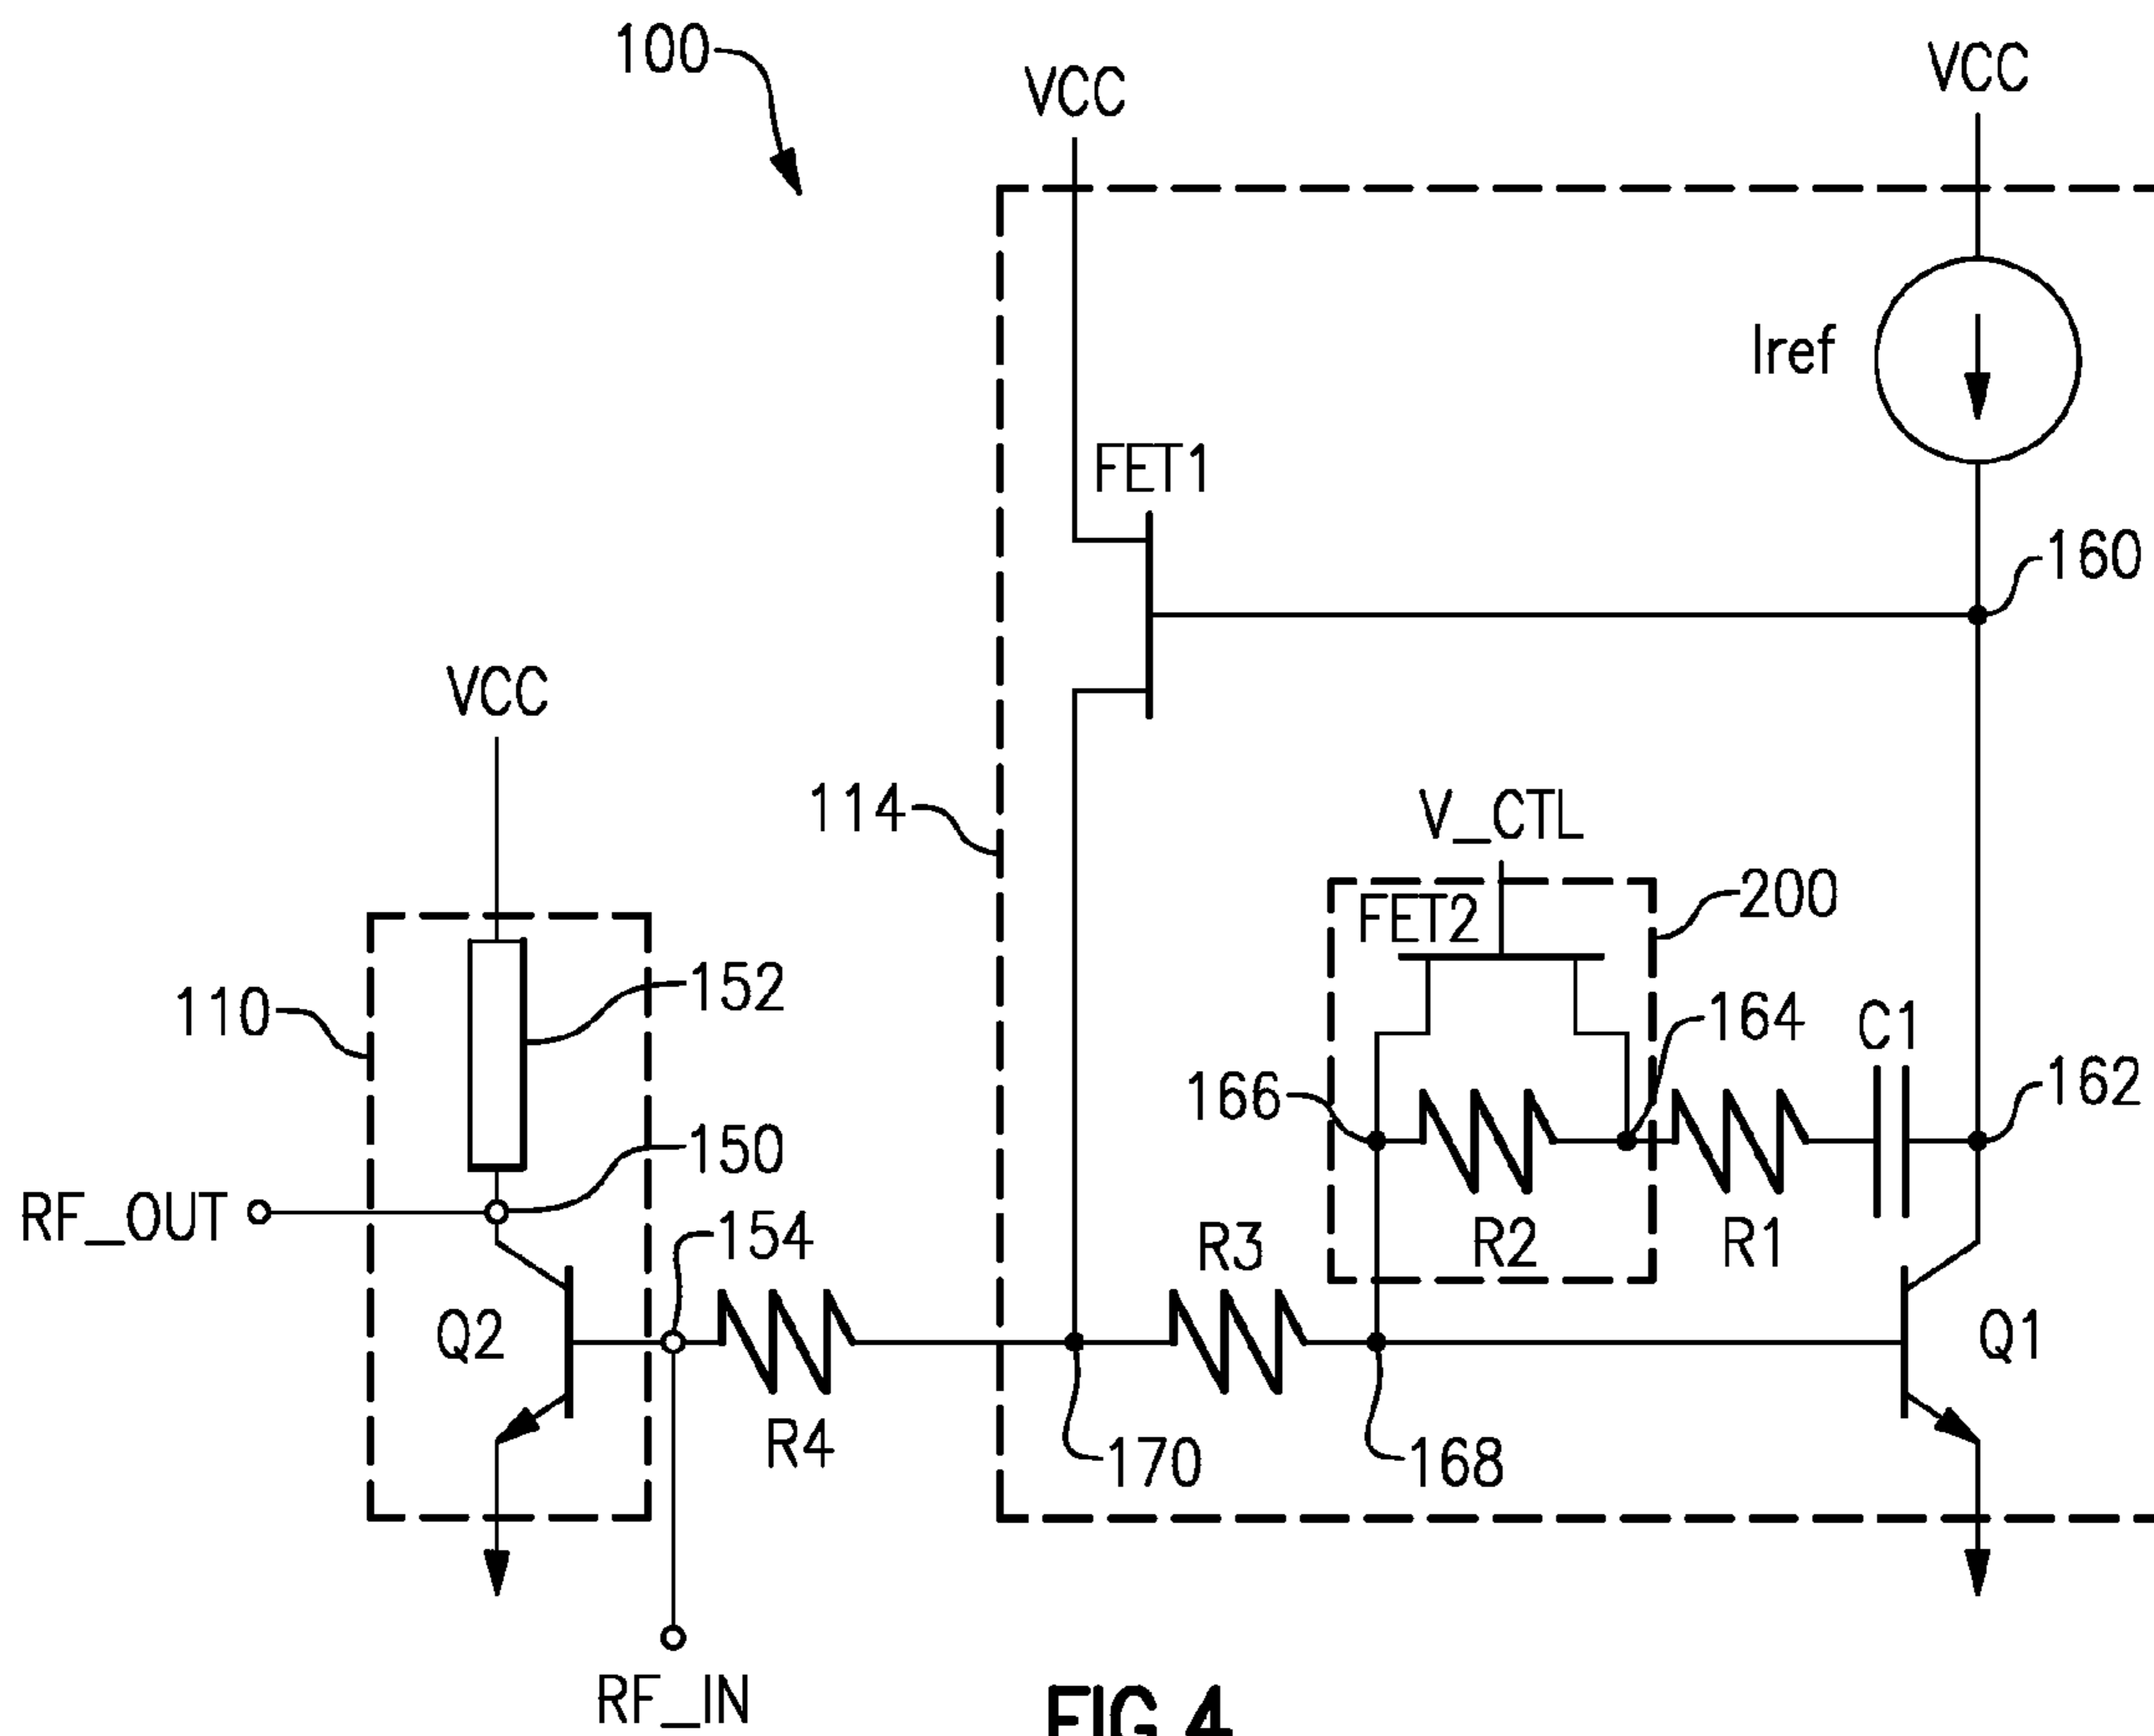 100
VCC
VCC
Iref
FET1
160
VCC
114
V_CTL
200
FET2
152
110
164
C1
166
162
150
RF_OUT
154
R3
R2
R1
Q2
Q1
R4
170
168
RF_IN
FIG.4